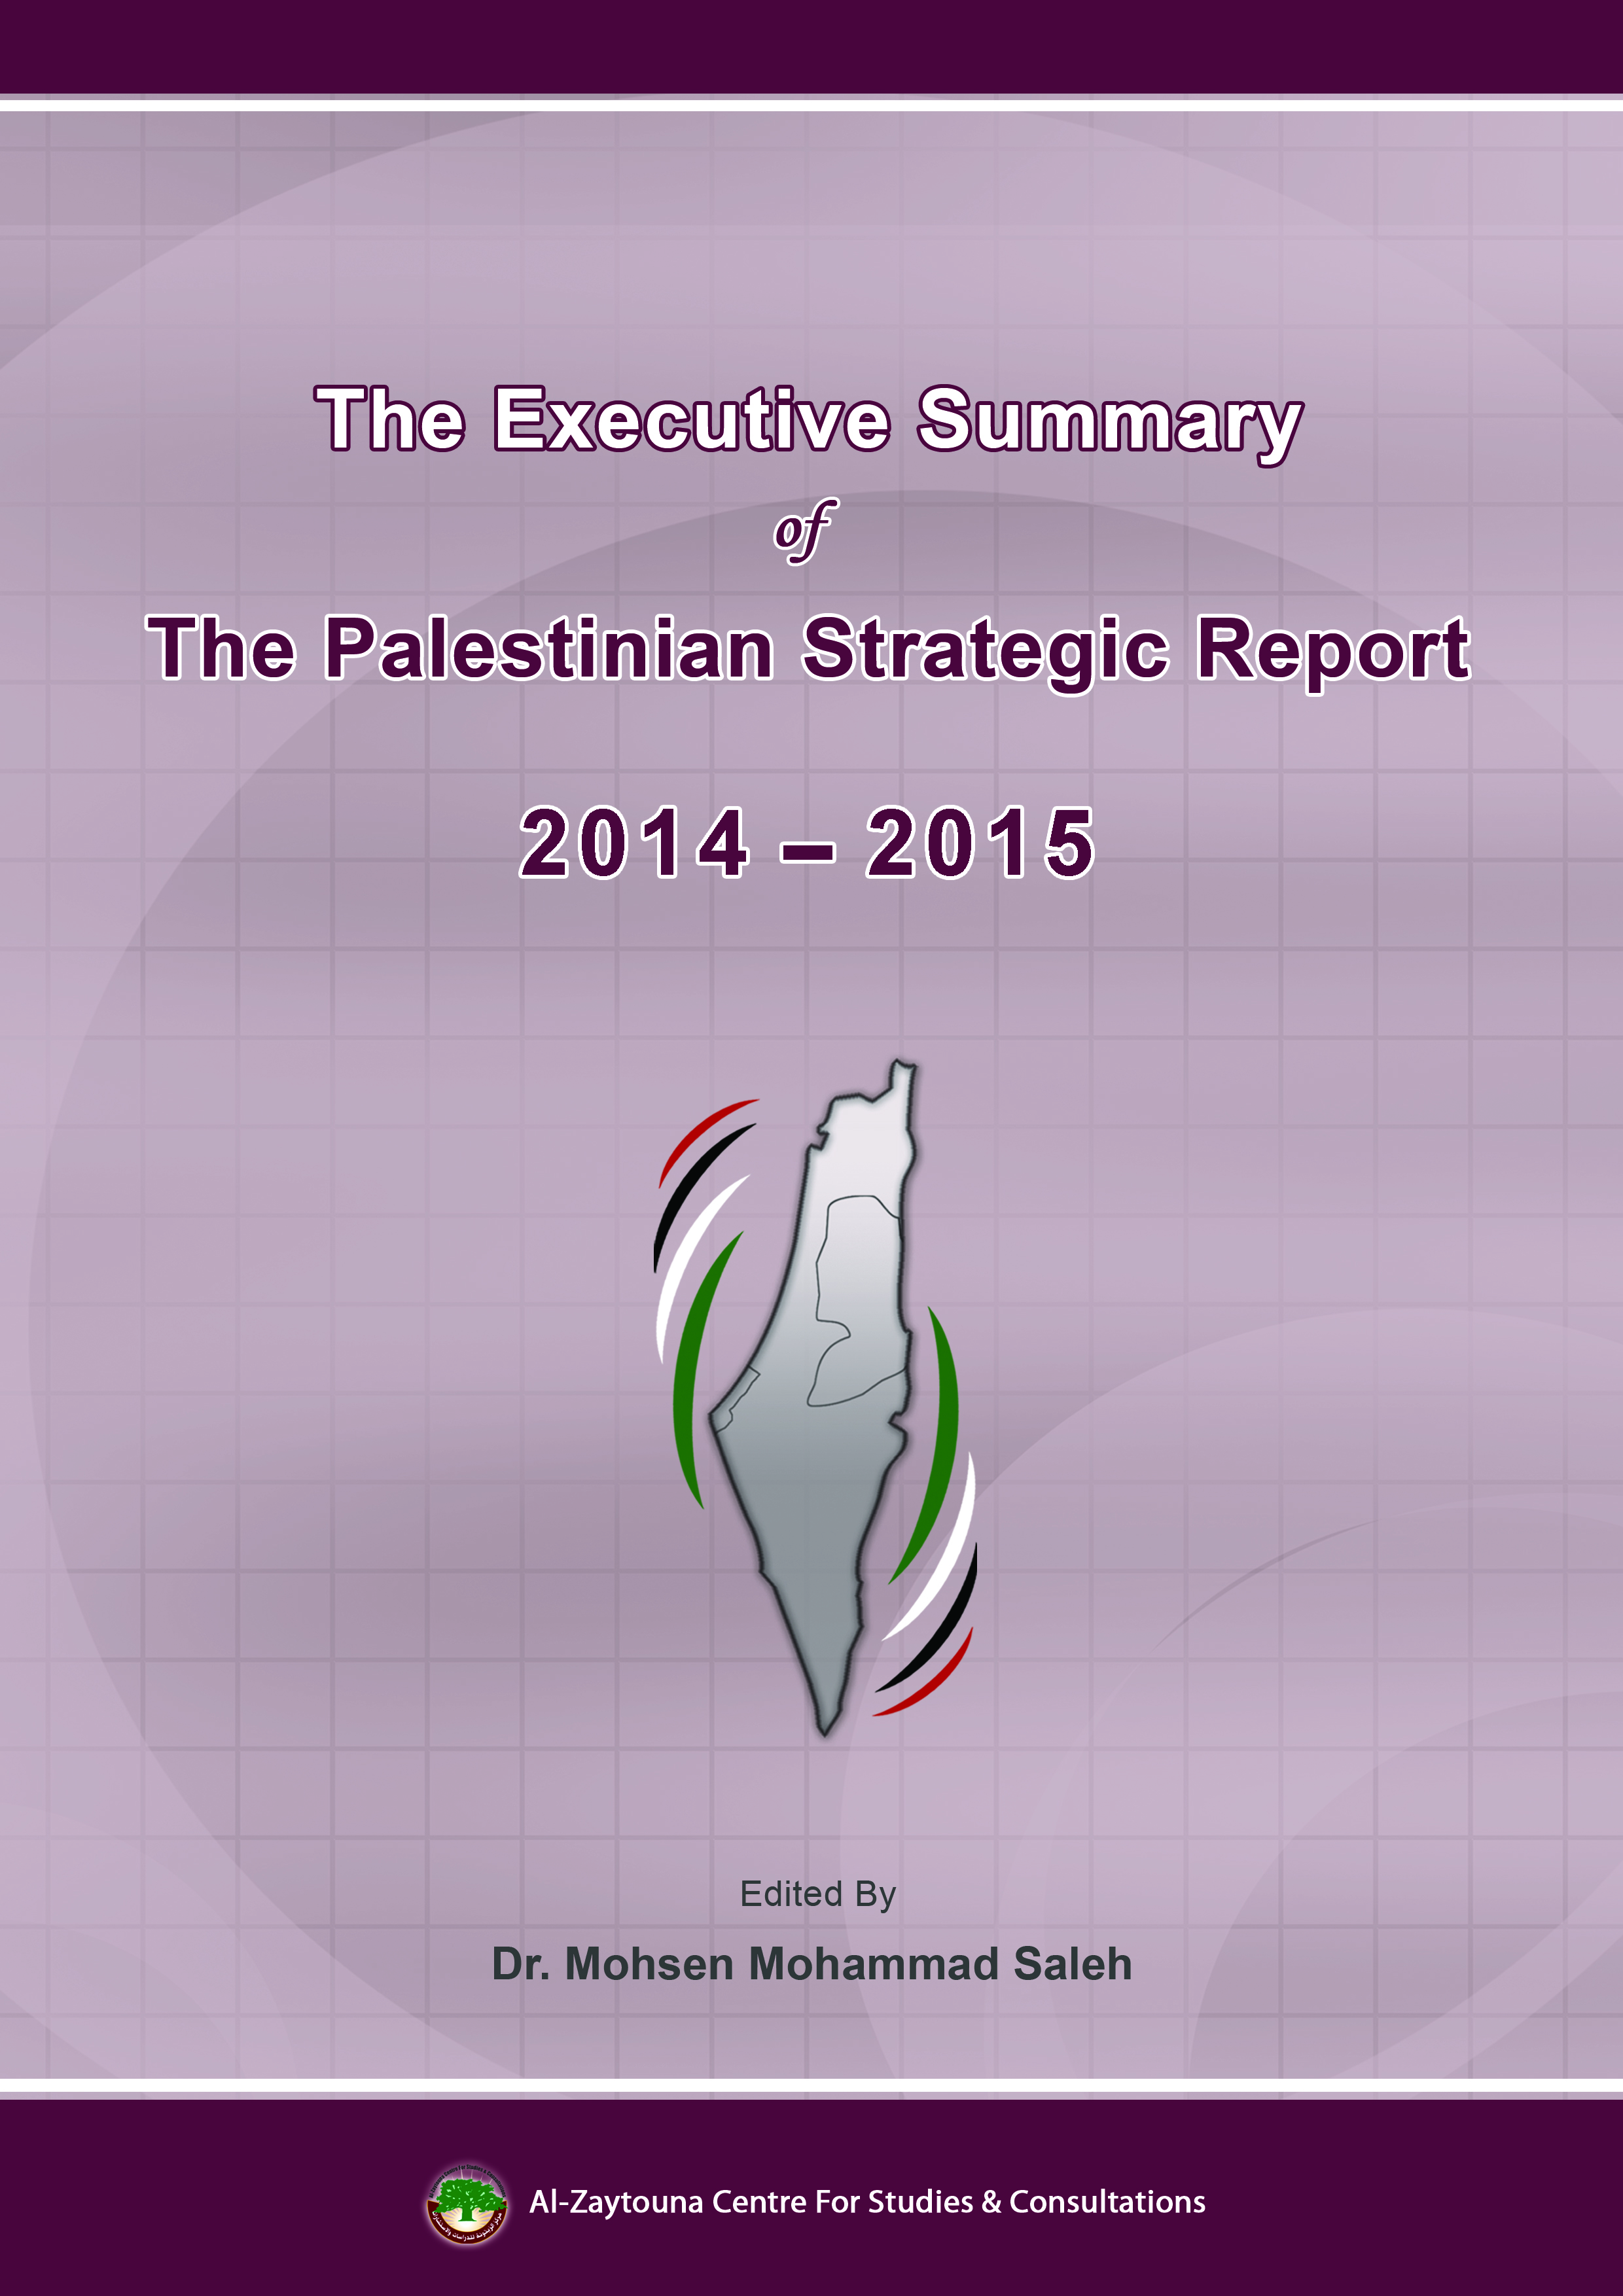 The Executive Summary
of
The Palestinian Strategic Report
2014 – 2015
Edited By
Dr. Mohsen Mohammad Saleh
Al-Zaytouna Centre For Studies & Consultations